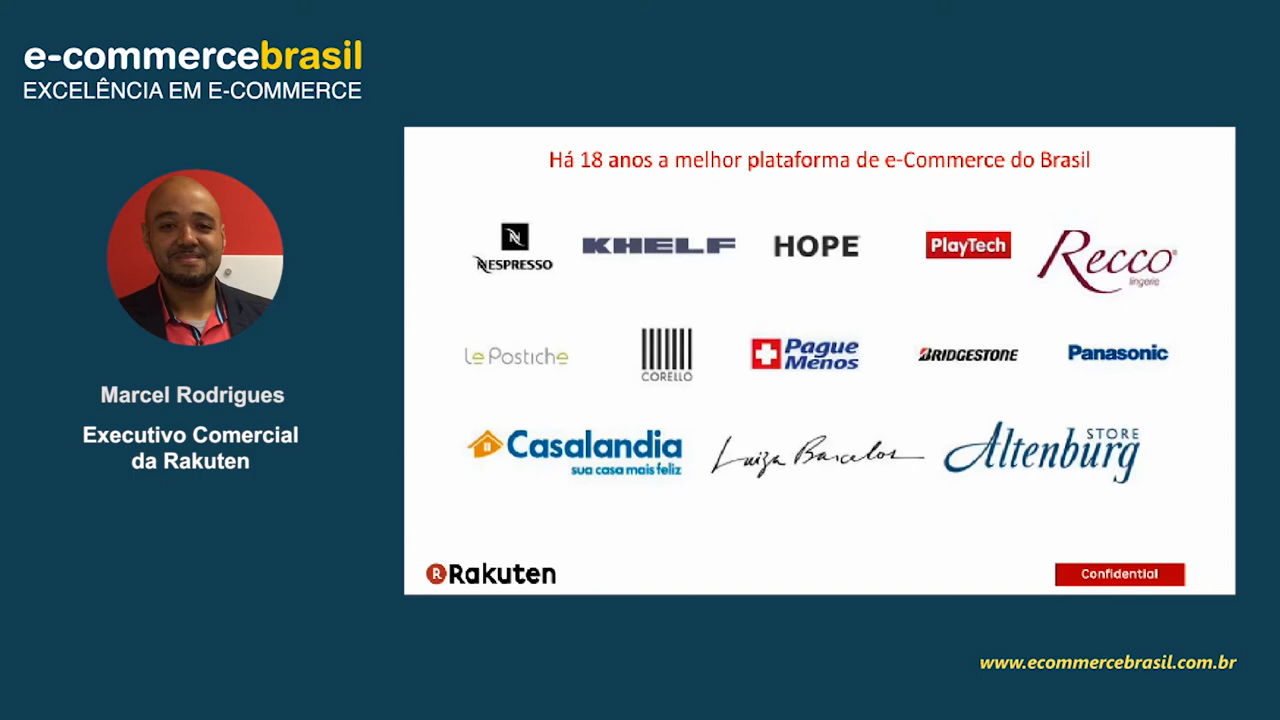 e-commercebrasil
EXCELÊNCIA EM E-COMMERCE
Marcel Rodrigues
Executivo Comercial
da Rakuten
Há 18 anos a melhor plataforma de e-Commerce do Brasil
N
NESPRESSO
KHELF
HOPE
PlayTech
Recco
lingerie
Le Postiche
CORELLO
Pague
Menos
BRIDGESTONE
Panasonic
Casalandia
sua casa mais feliz
Luiza Barcelos
Altenburg
STORE
R Rakuten
Confidential
www.ecommercebrasil.com.br